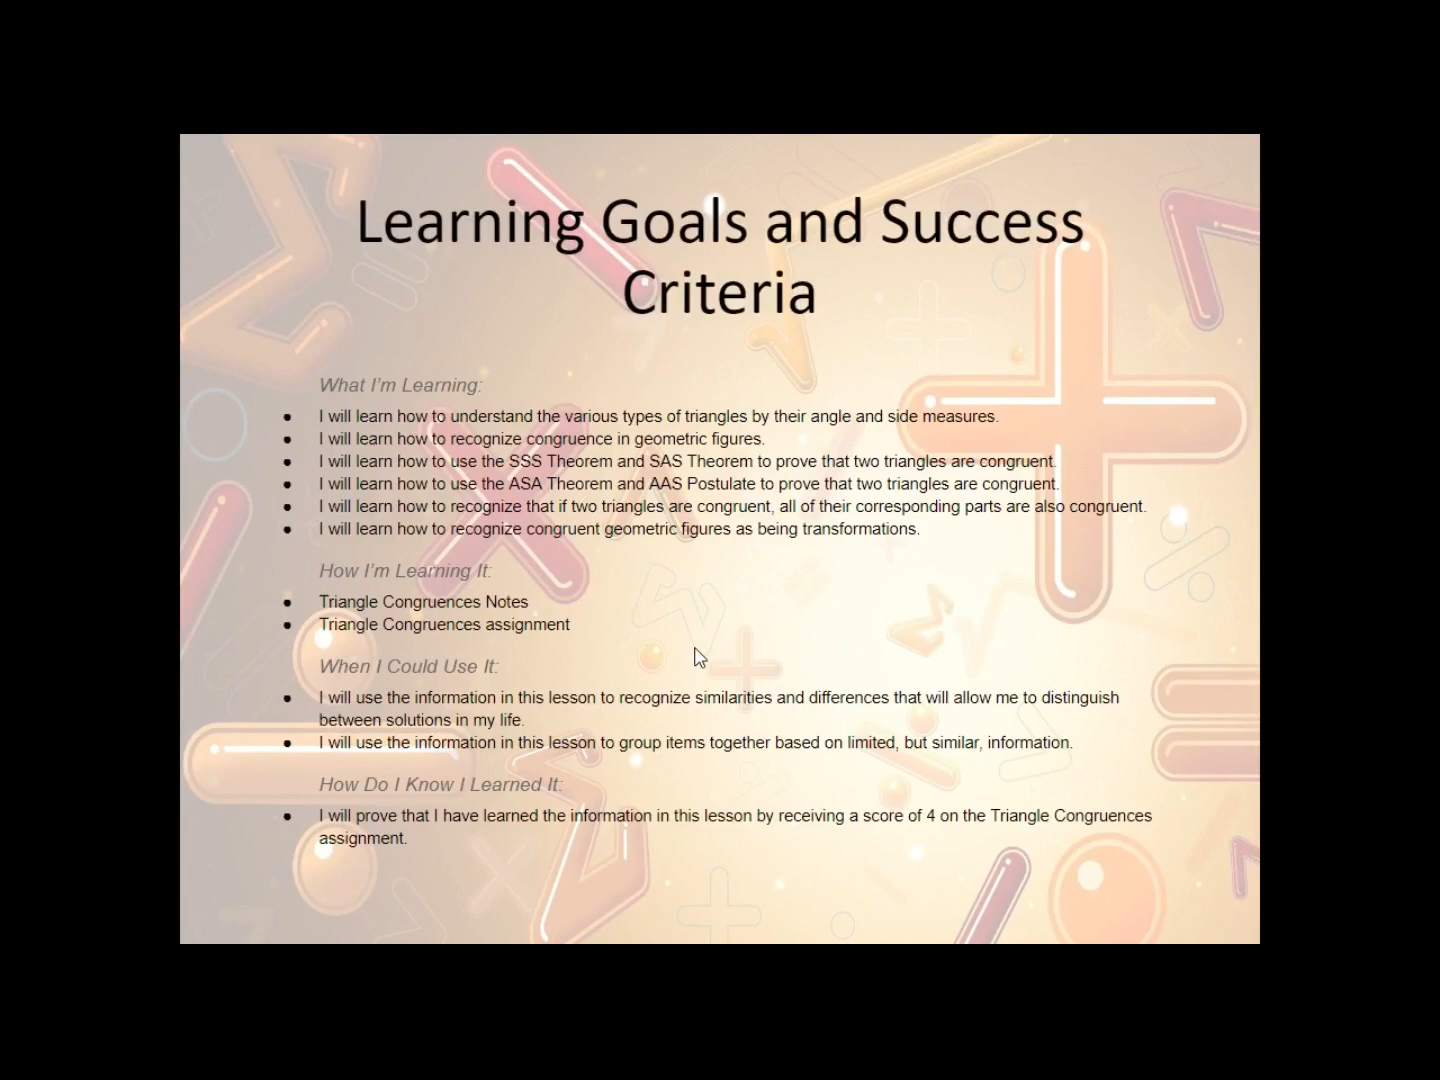 Learning Goals and Success
Criteria
What I'm Learning:
● I will learn how to understand the various types of triangles by their angle and side measures.
● I will learn how to recognize congruence in geometric figures.
● I will learn how to use the SSS Theorem and SAS Theorem to prove that two triangles are congruent.
● I will learn how to use the ASA Theorem and AAS Postulate to prove that two triangles are congruent.
● I will learn how to recognize that if two triangles are congruent, all of their corresponding parts are also congruent.
● I will learn how to recognize congruent geometric figures as being transformations.
How I'm Learning It:
● Triangle Congruences Notes
● Triangle Congruences assignment
When I Could Use It:
● I will use the information in this lesson to recognize similarities and differences that will allow me to distinguish
between solutions in my life.
● I will use the information in this lesson to group items together based on limited, but similar, information.
How Do I Know I Learned It:
● I will prove that I have learned the information in this lesson by receiving a score of 4 on the Triangle Congruences
assignment.